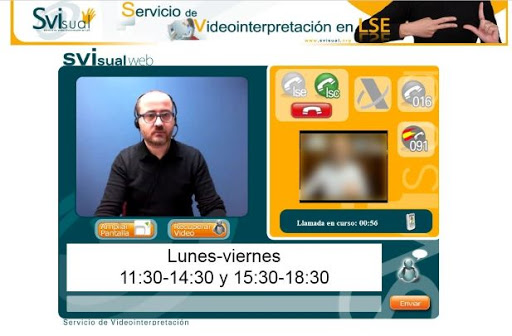 SVIsual
Servicio de
Videointerpretación en LSE
www.svisual.org
SVIsual web
lse
lsc
016
091
Llamada en curso: 00:56
Ampliar
Pantalla
Recuperar
Video
Lunes-viernes
11:30-14:30 y 15:30-18:30
Enviar
Servicio de Videointerpretación